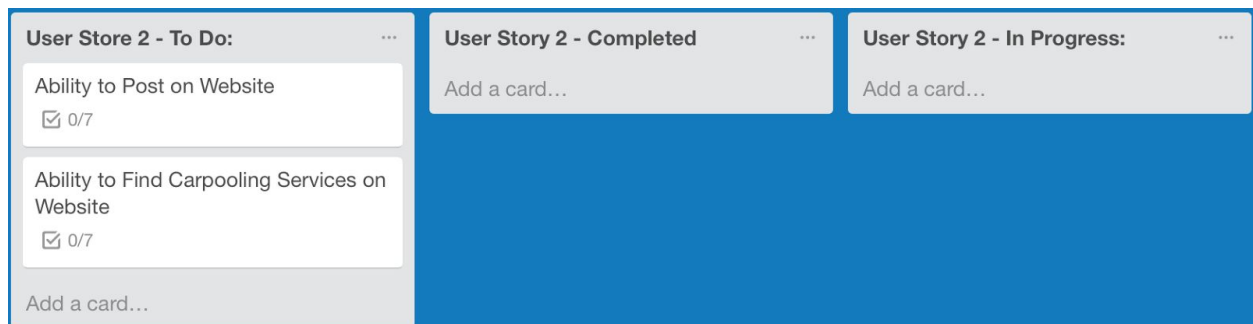 User Store 2 - To Do:
...
Ability to Post on Website
0/7
Ability to Find Carpooling Services on
Website
0/7
Add a card...
User Story 2 - Completed
...
Add a card...
User Story 2 - In Progress:
...
Add a card...